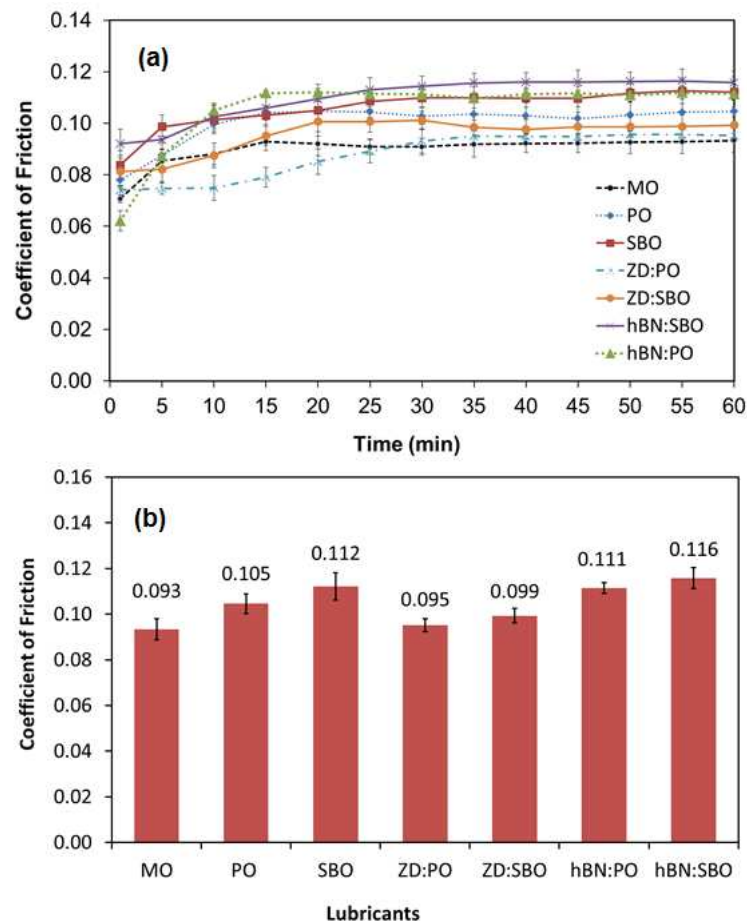 0.14
(a)
0.12
0.10
0.08
0.06
0.04
0.02
0.00
Coefficient of Friction
MO
PO
SBO
ZD:PO
ZD:SBO
hBN:SBO
hBN:PO
0 5 10 15 20 25 30 35 40 45 50 55 60
Time (min)
0.16
(b)
0.14
0.12
0.10
0.08
0.06
0.04
0.02
0.00
Coefficient of Friction
0.093 0.105 0.112 0.095 0.099 0.111 0.116
MO PO SBO ZD:PO ZD:SBO hBN:PO hBN:SBO
Lubricants